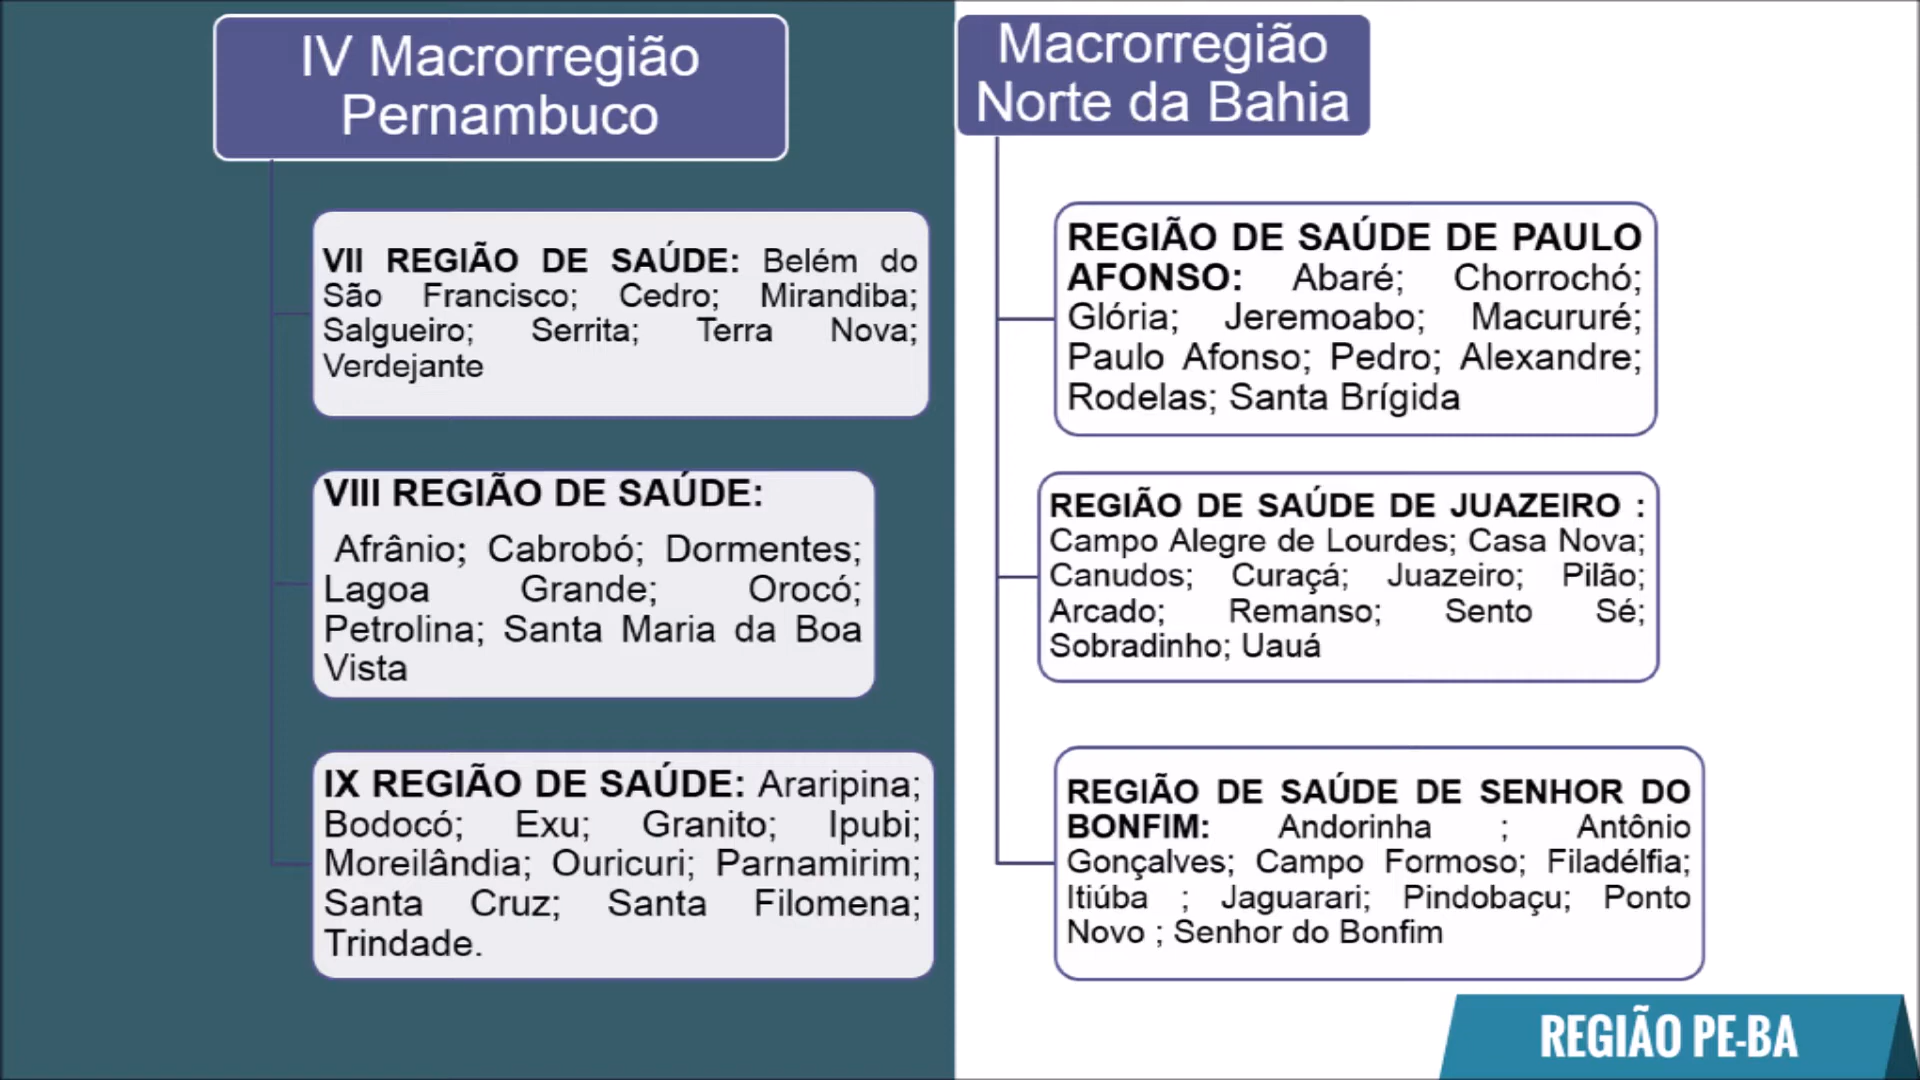 IV Macrorregião
Pernambuco
VII REGIÃO DE SAÚDE: Belém do
São Francisco; Cedro; Mirandiba;
Salgueiro; Serrita; Terra Nova;
Verdejante
VIII REGIÃO DE SAÚDE:
Afrânio; Cabrobó; Dormentes;
Lagoa Grande; Orocó;
Petrolina; Santa Maria da Boa
Vista
IX REGIÃO DE SAÚDE: Araripina;
Bodocó; Exu; Granito; Ipubi;
Moreilândia; Ouricuri; Parnamirim;
Santa Cruz; Santa Filomena;
Trindade.
Macrorregião
Norte da Bahia
REGIÃO DE SAÚDE DE PAULO
AFONSO: Abaré; Chorrochó;
Glória; Jeremoabo; Macururé;
Paulo Afonso; Pedro; Alexandre;
Rodelas; Santa Brígida
REGIÃO DE SAÚDE DE JUAZEIRO :
Campo Alegre de Lourdes; Casa Nova;
Canudos; Curaçá; Juazeiro; Pilão;
Arcado; Remanso; Sento Sé;
Sobradinho; Uauá
REGIÃO DE SAÚDE DE SENHOR DO
BONFIM: Andorinha ; Antônio
Gonçalves; Campo Formoso; Filadélfia;
Itiúba ; Jaguarari; Pindobaçu; Ponto
Novo ; Senhor do Bonfim
REGIÃO PE-BA